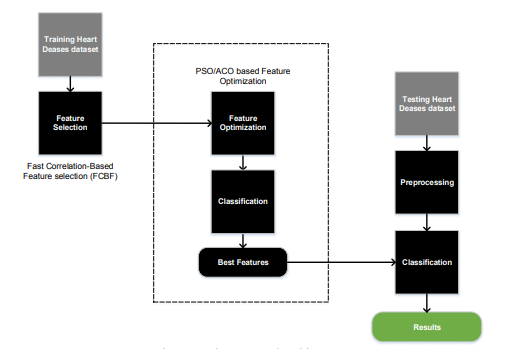 Training Heart
Deases dataset
Feature
Selection
Fast Correlation-Based
Feature selection (FCBF)
PSO/ACO based Feature
Optimization
Feature
Optimization
Classification
Best Features
Testing Heart
Deases dataset
Preprocessing
Classification
Results